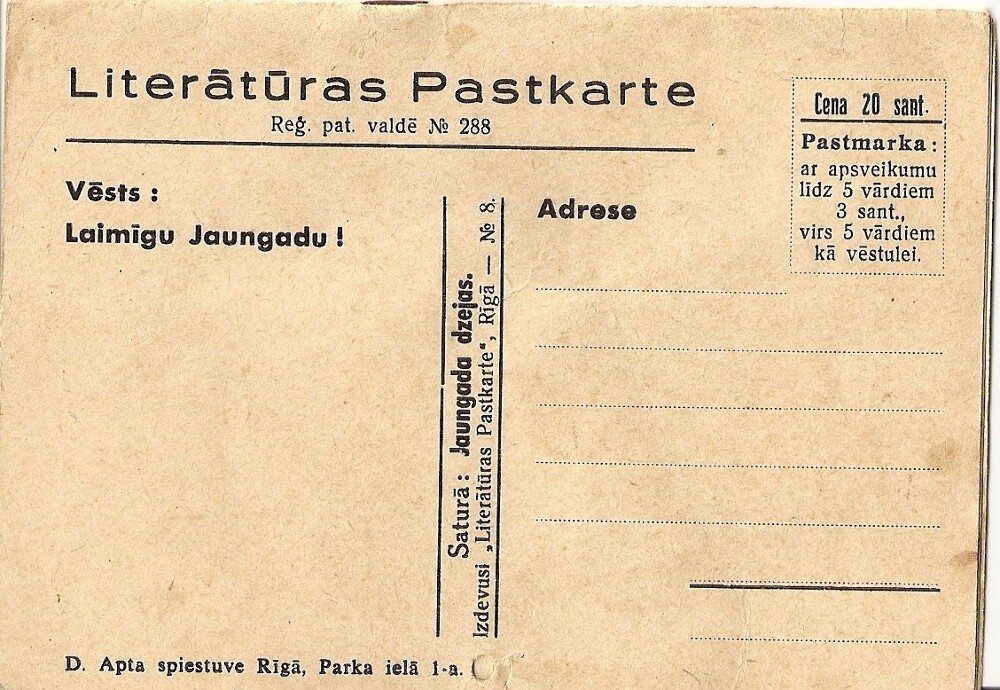 Literātūras Pastkarte
Reģ. pat. valdē № 288
Cena 20 sant.
Pastmarka:
ar apsveikumu
līdz 5 vārdiem
3 sant.,
virs 5 vārdiem
kā vēstulei.
Vēsts :
Laimīgu Jaungadu !
Saturā : Jaungada dzejas.
Izdevusi „Literātūras Pastkarte“, Rīgā — № 8.
Adrese
D. Apta spiestuve Rīgā, Parka ielā 1-a.